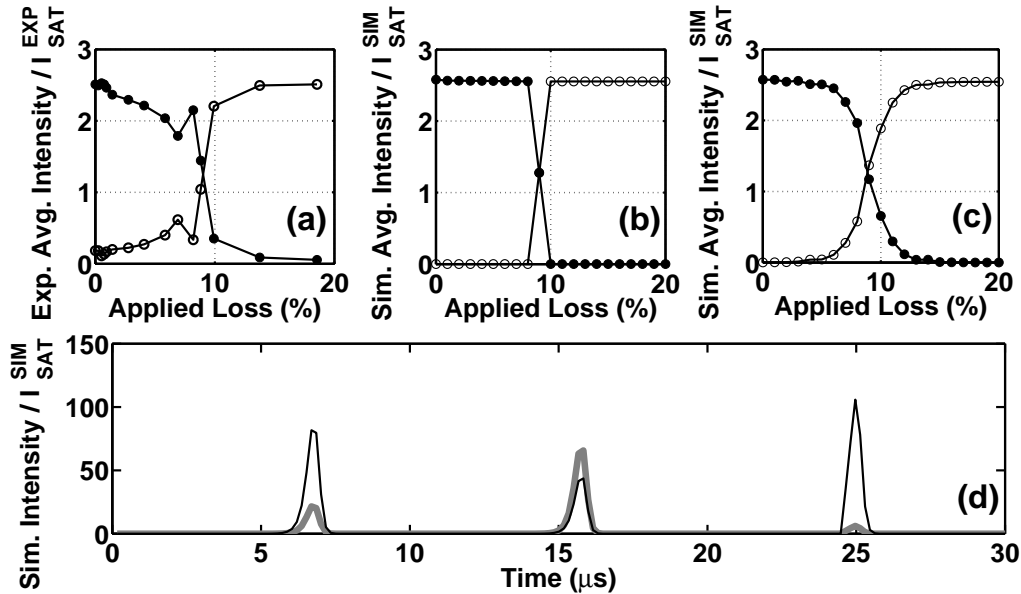 Exp. Avg. Intensity / I EXP SAT
3
2
1
0
0
10
20
Applied Loss (%)
(a)
Sim. Avg. Intensity / I SIM SAT
3
2
1
0
0
10
20
Applied Loss (%)
(b)
Sim. Avg. Intensity / I SIM SAT
3
2
1
0
0
10
20
Applied Loss (%)
(c)
Sim. Intensity / I SIM SAT
150
100
50
0
0
5
10
15
20
25
30
Time (μs)
(d)